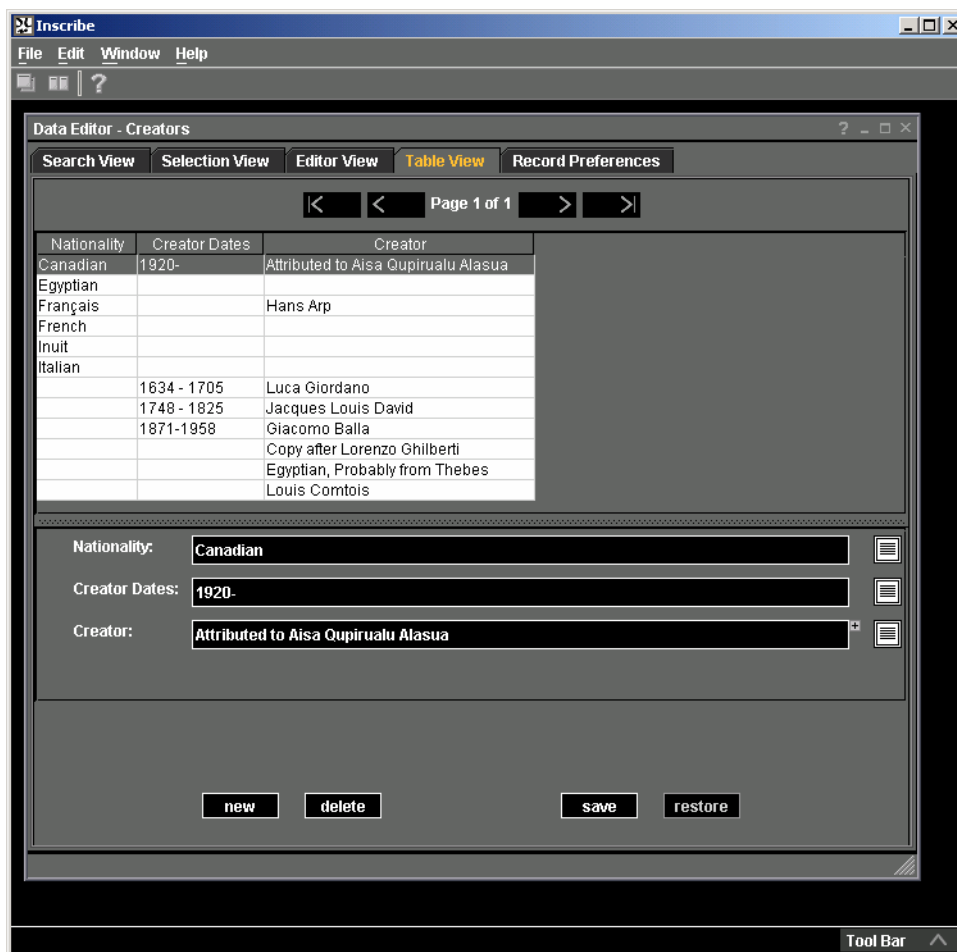 Inscribe
File Edit Window Help
?
Data Editor - Creators
Search View Selection View Editor View Table View Record Preferences
Page 1 of 1
Nationality Creator Dates Creator
Canadian 1920- Attributed to Aisa Qupirualu Alasua
Egyptian
Français Hans Arp
French
Inuit
Italian
1634 - 1705 Luca Giordano
1748 - 1825 Jacques Louis David
1871-1958 Giacomo Balla
Copy after Lorenzo Ghilberti
Egyptian, Probably from Thebes
Louis Comtois
Nationality: Canadian
Creator Dates: 1920-
Creator: Attributed to Aisa Qupirualu Alasua
new delete save restore
Tool Bar